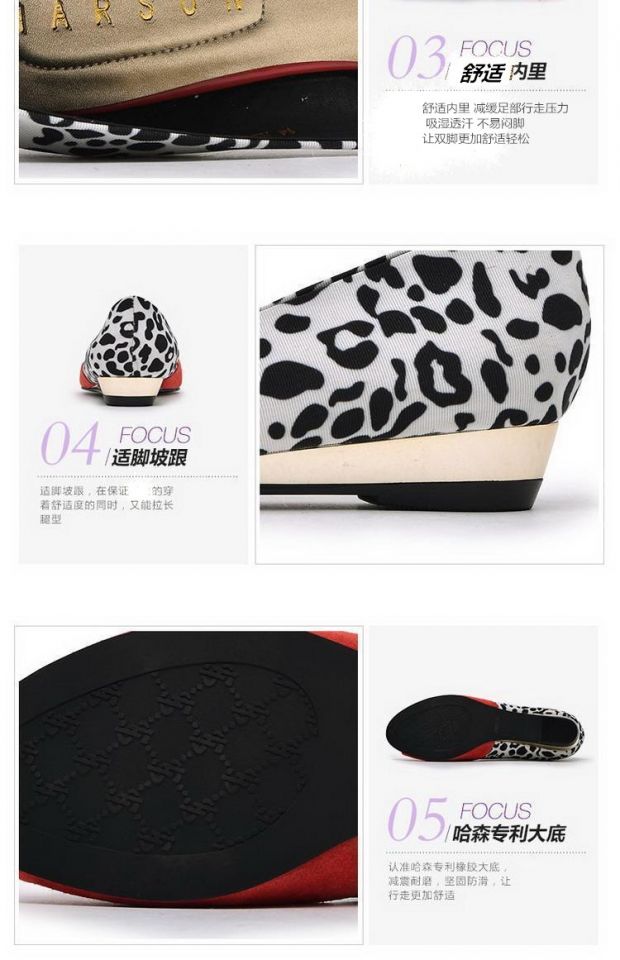 HARSON
03 FOCUS
/舒适 内里
舒适内里 减缓足部行走压力
吸湿透汗 不易闷脚
让双脚更加舒适轻松
04 FOCUS
/适脚坡跟
适脚坡跟，在保证 的穿
着舒适度的同时，又能拉长
腿型
05 FOCUS
/哈森专利大底
认准哈森专利橡胶大底，
减震耐磨，坚固防滑，让
行走更加舒适